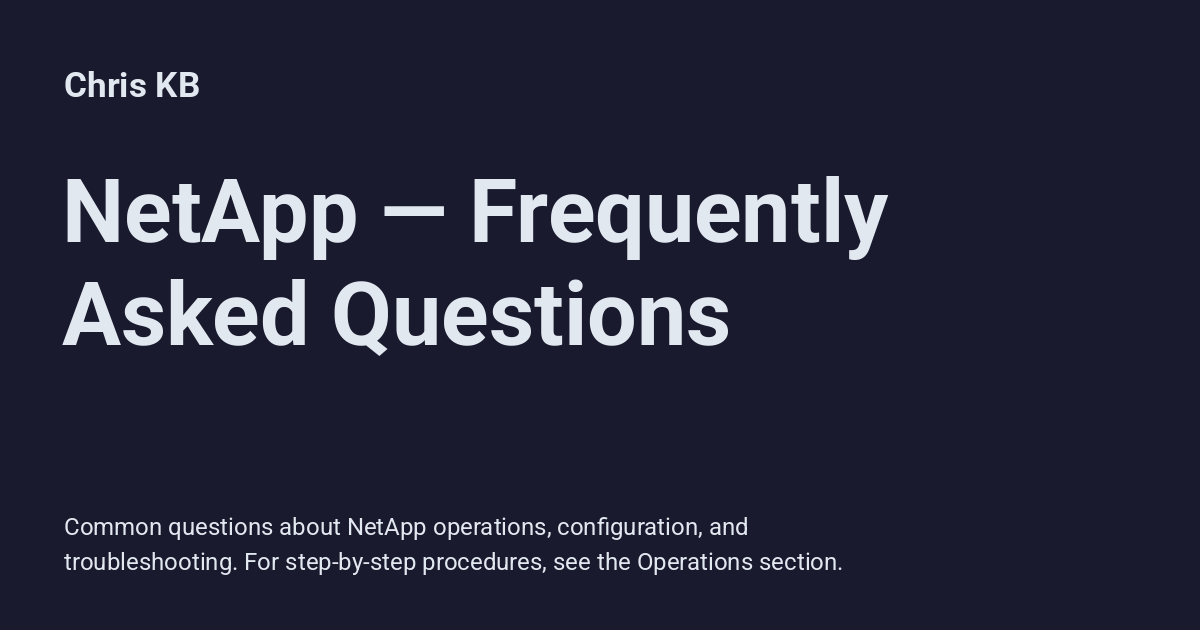 Chris KB
NetApp — Frequently
Asked Questions
Common questions about NetApp operations, configuration, and
troubleshooting. For step-by-step procedures, see the Operations section.